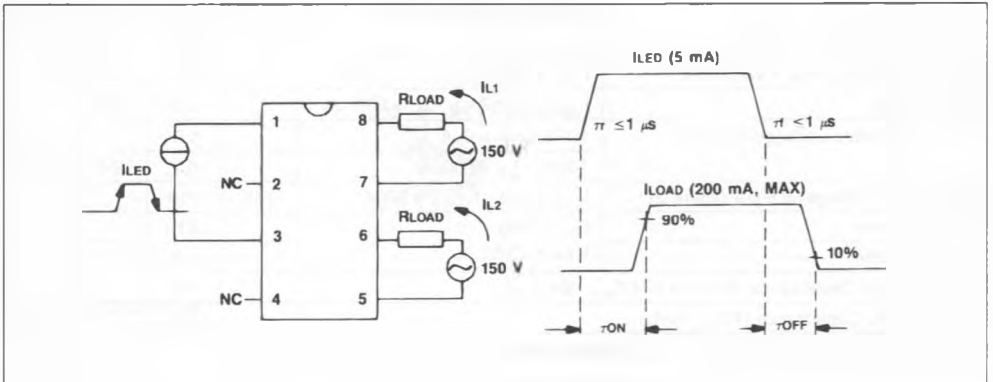 ILED
NC
NC
1
2
3
4
8
7
6
5
RLOAD
IL1
150 V
RLOAD
IL2
150 V
ILED (5 mA)
τr ≤1 μs
τf <1 μs
ILOAD (200 mA, MAX)
90%
10%
τON
τOFF